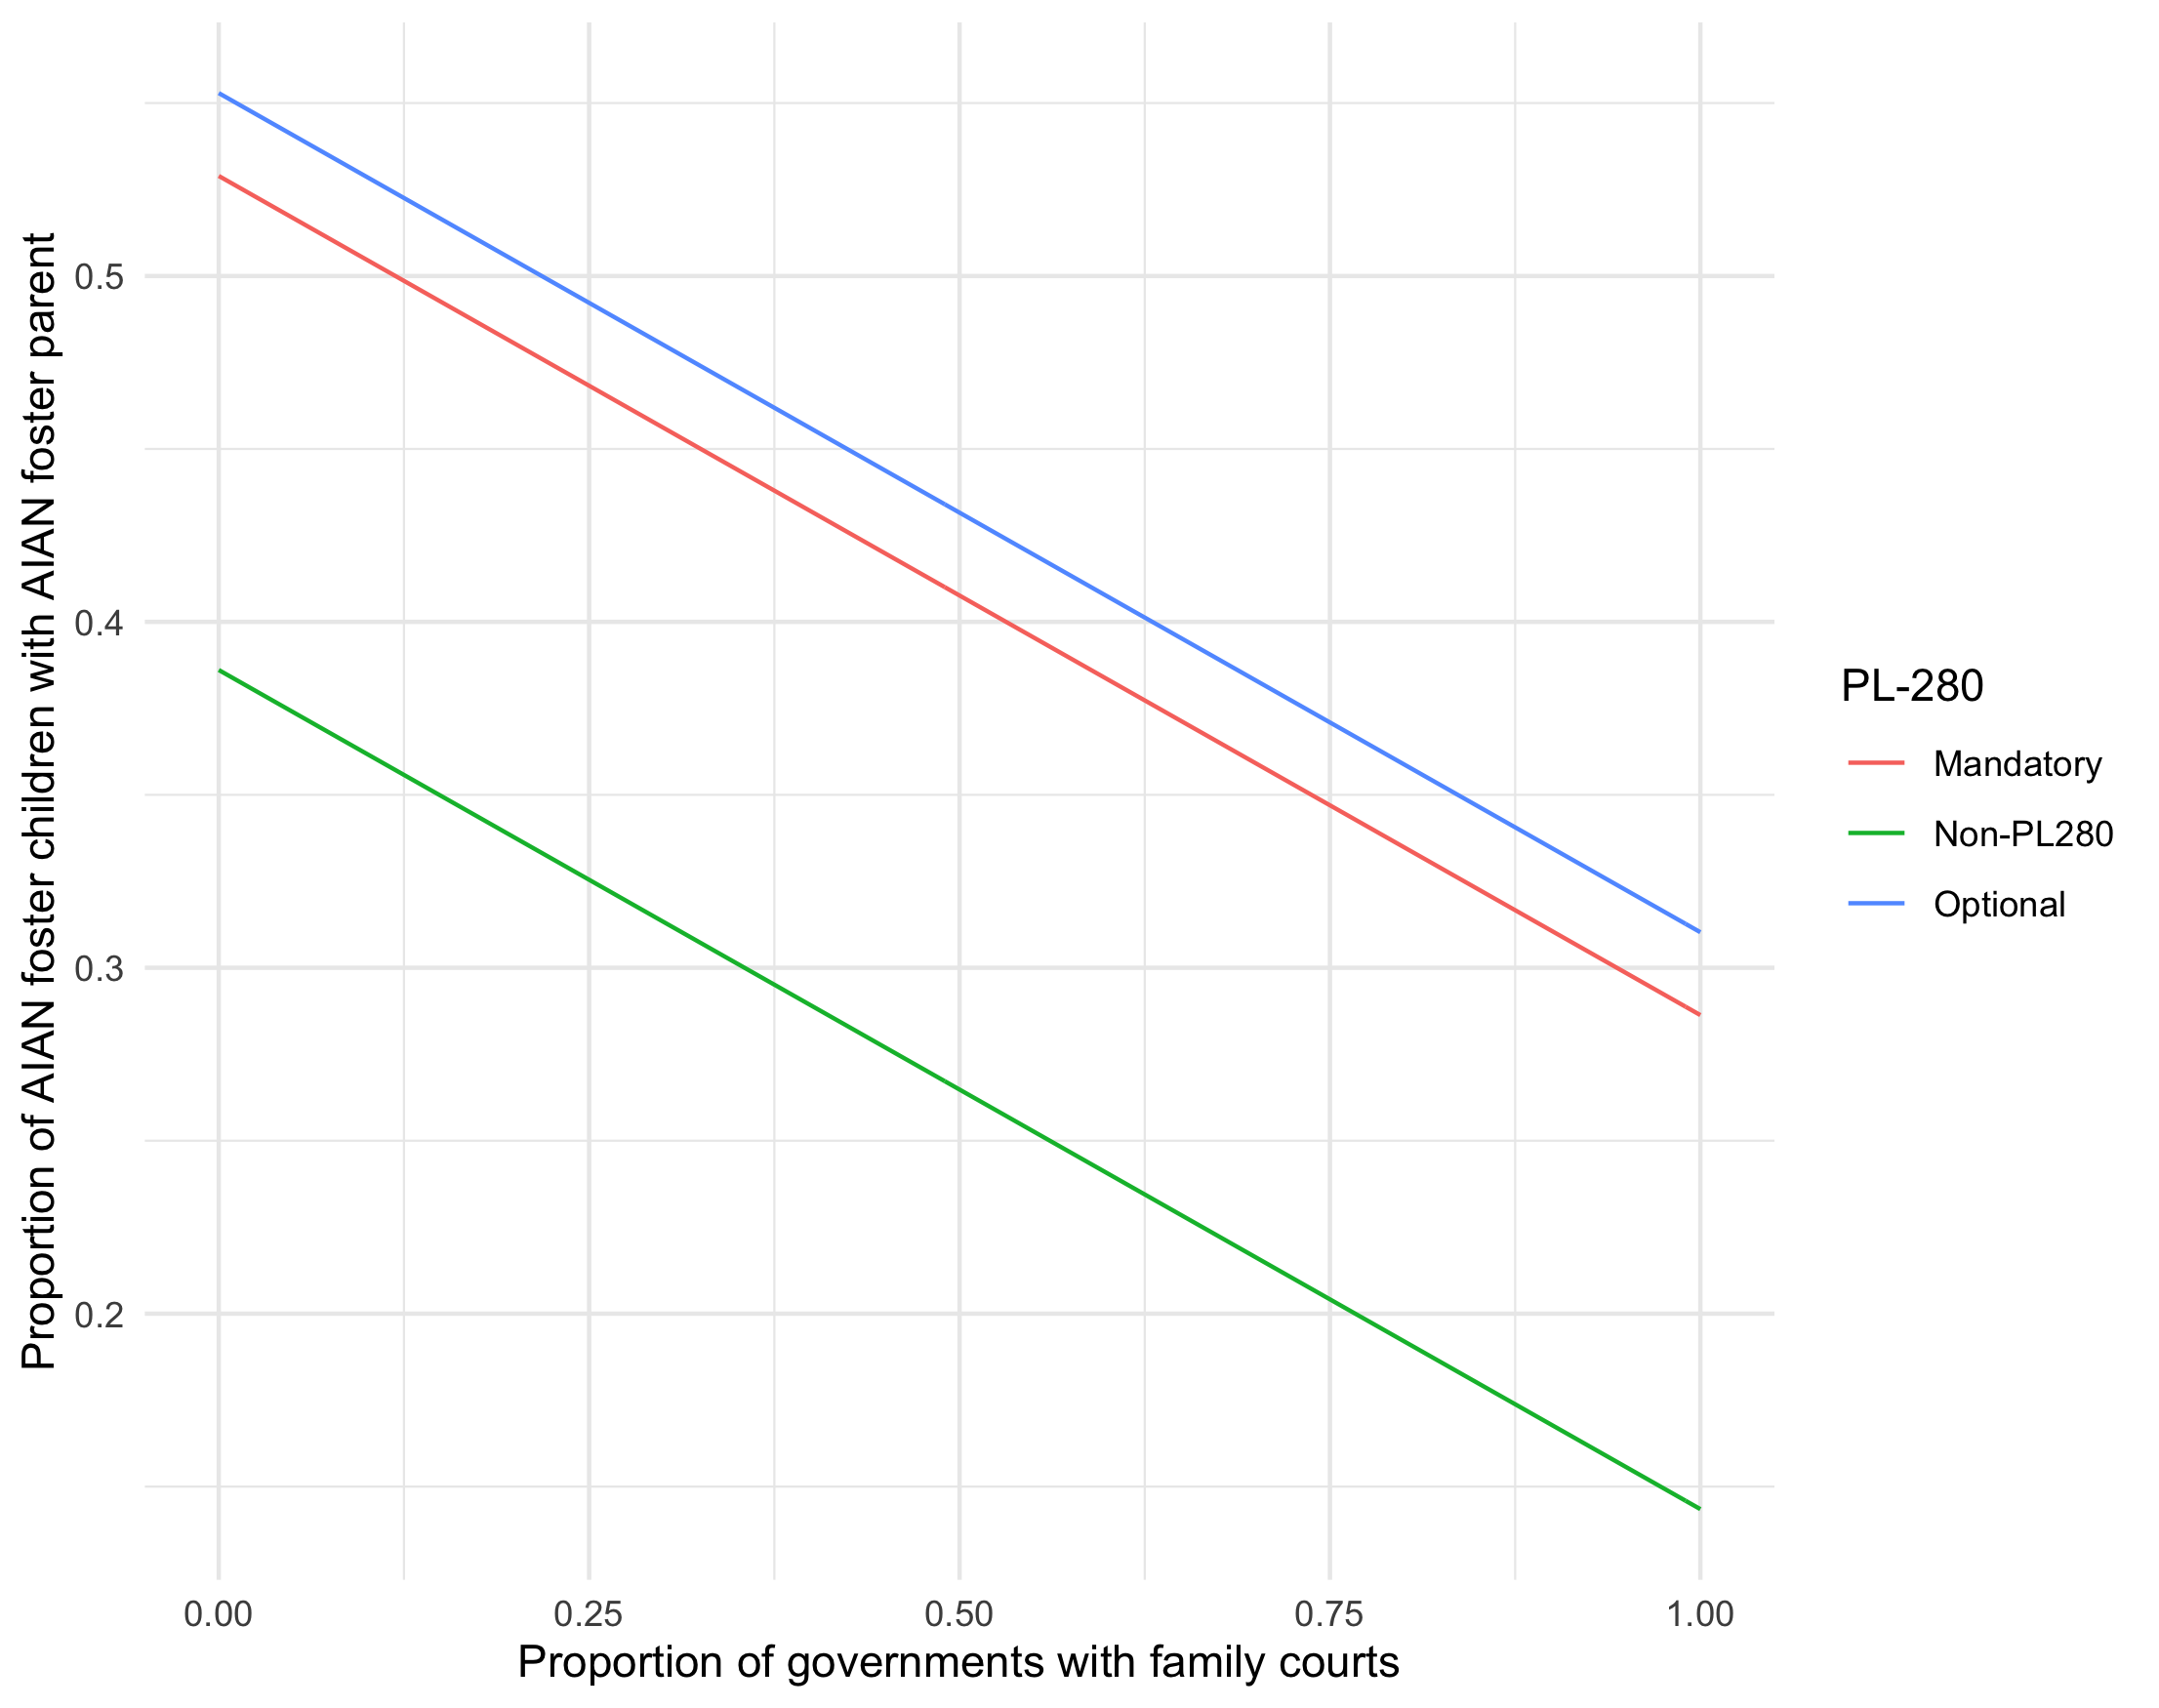 Proportion of AIAN foster children with AIAN foster parent
0.5
0.4
0.3
0.2
0.00 0.25 0.50 0.75 1.00
Proportion of governments with family courts
PL-280
Mandatory
Non-PL280
Optional